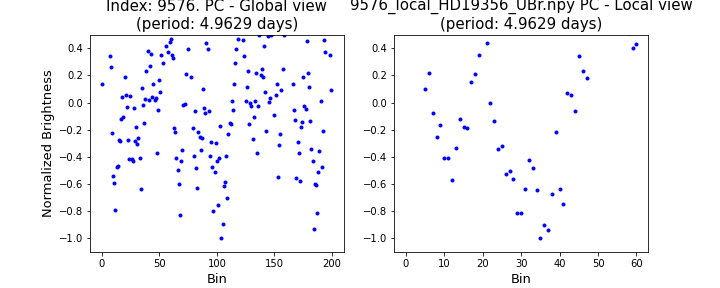 Index: 9576. PC - Global view
(period: 4.9629 days)
9576_local_HD19356_UBr.npy PC - Local view
(period: 4.9629 days)
Normalized Brightness
0.4
0.2
0.0
−0.2
−0.4
−0.6
−0.8
−1.0
0 50 100 150 200
Bin
0.4
0.2
0.0
−0.2
−0.4
−0.6
−0.8
−1.0
0 10 20 30 40 50 60
Bin